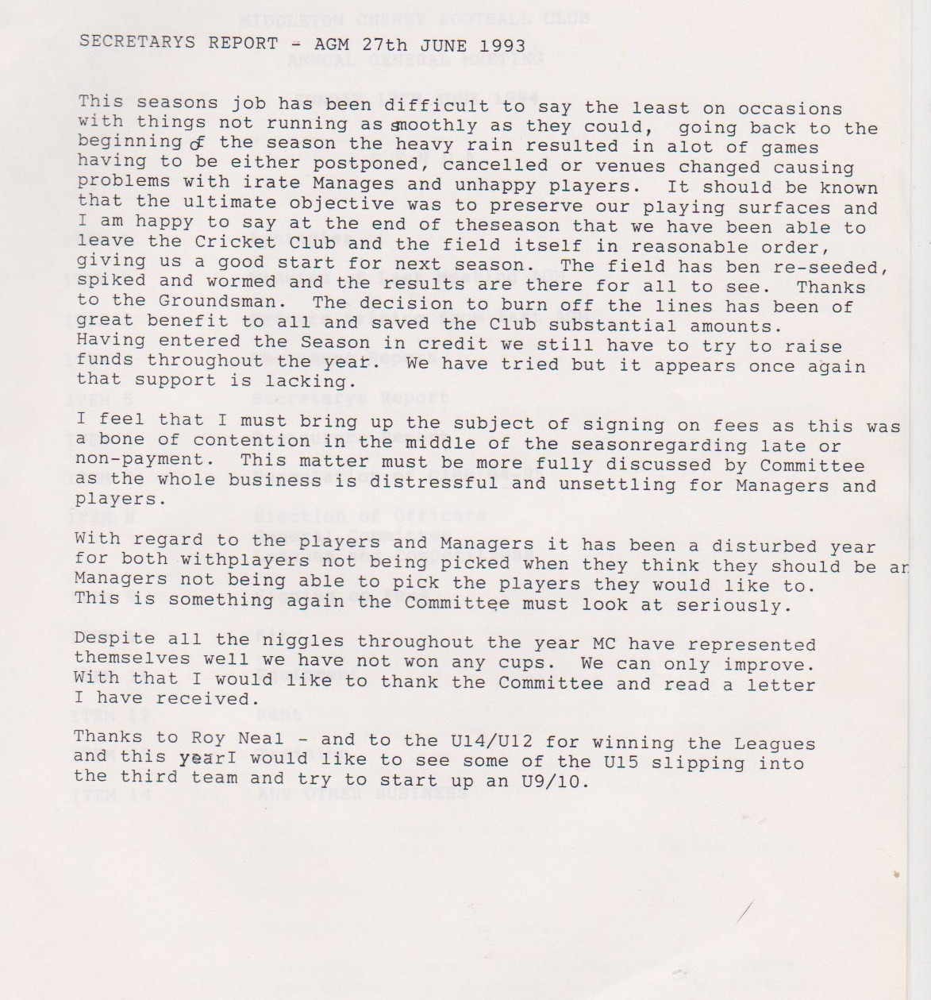 SECRETARYS REPORT - AGM 27th JUNE 1993
This seasons job has been difficult to say the least on occasions
with things not running as smoothly as they could, going back to the
beginning of the season the heavy rain resulted in alot of games
having to be either postponed, cancelled or venues changed causing
problems with irate Manages and unhappy players. It should be known
that the ultimate objective was to preserve our playing surfaces and
I am happy to say at the end of theseason that we have been able to
leave the Cricket Club and the field itself in reasonable order,
giving us a good start for next season. The field has ben re-seeded,
spiked and wormed and the results are there for all to see. Thanks
to the Groundsman. The decision to burn off the lines has been of
great benefit to all and saved the Club substantial amounts.
Having entered the Season in credit we still have to try to raise
funds throughout the year. We have tried but it appears once again
that support is lacking.
I feel that I must bring up the subject of signing on fees as this was
a bone of contention in the middle of the seasonregarding late or
non-payment. This matter must be more fully discussed by Committee
as the whole business is distressful and unsettling for Managers and
players.
With regard to the players and Managers it has been a disturbed year
for both withplayers not being picked when they think they should be an
Managers not being able to pick the players they would like to.
This is something again the Committee must look at seriously.
Despite all the niggles throughout the year MC have represented
themselves well we have not won any cups. We can only improve.
With that I would like to thank the Committee and read a letter
I have received.
Thanks to Roy Neal - and to the U14/U12 for winning the Leagues
and this year I would like to see some of the U15 slipping into
the third team and try to start up an U9/10.